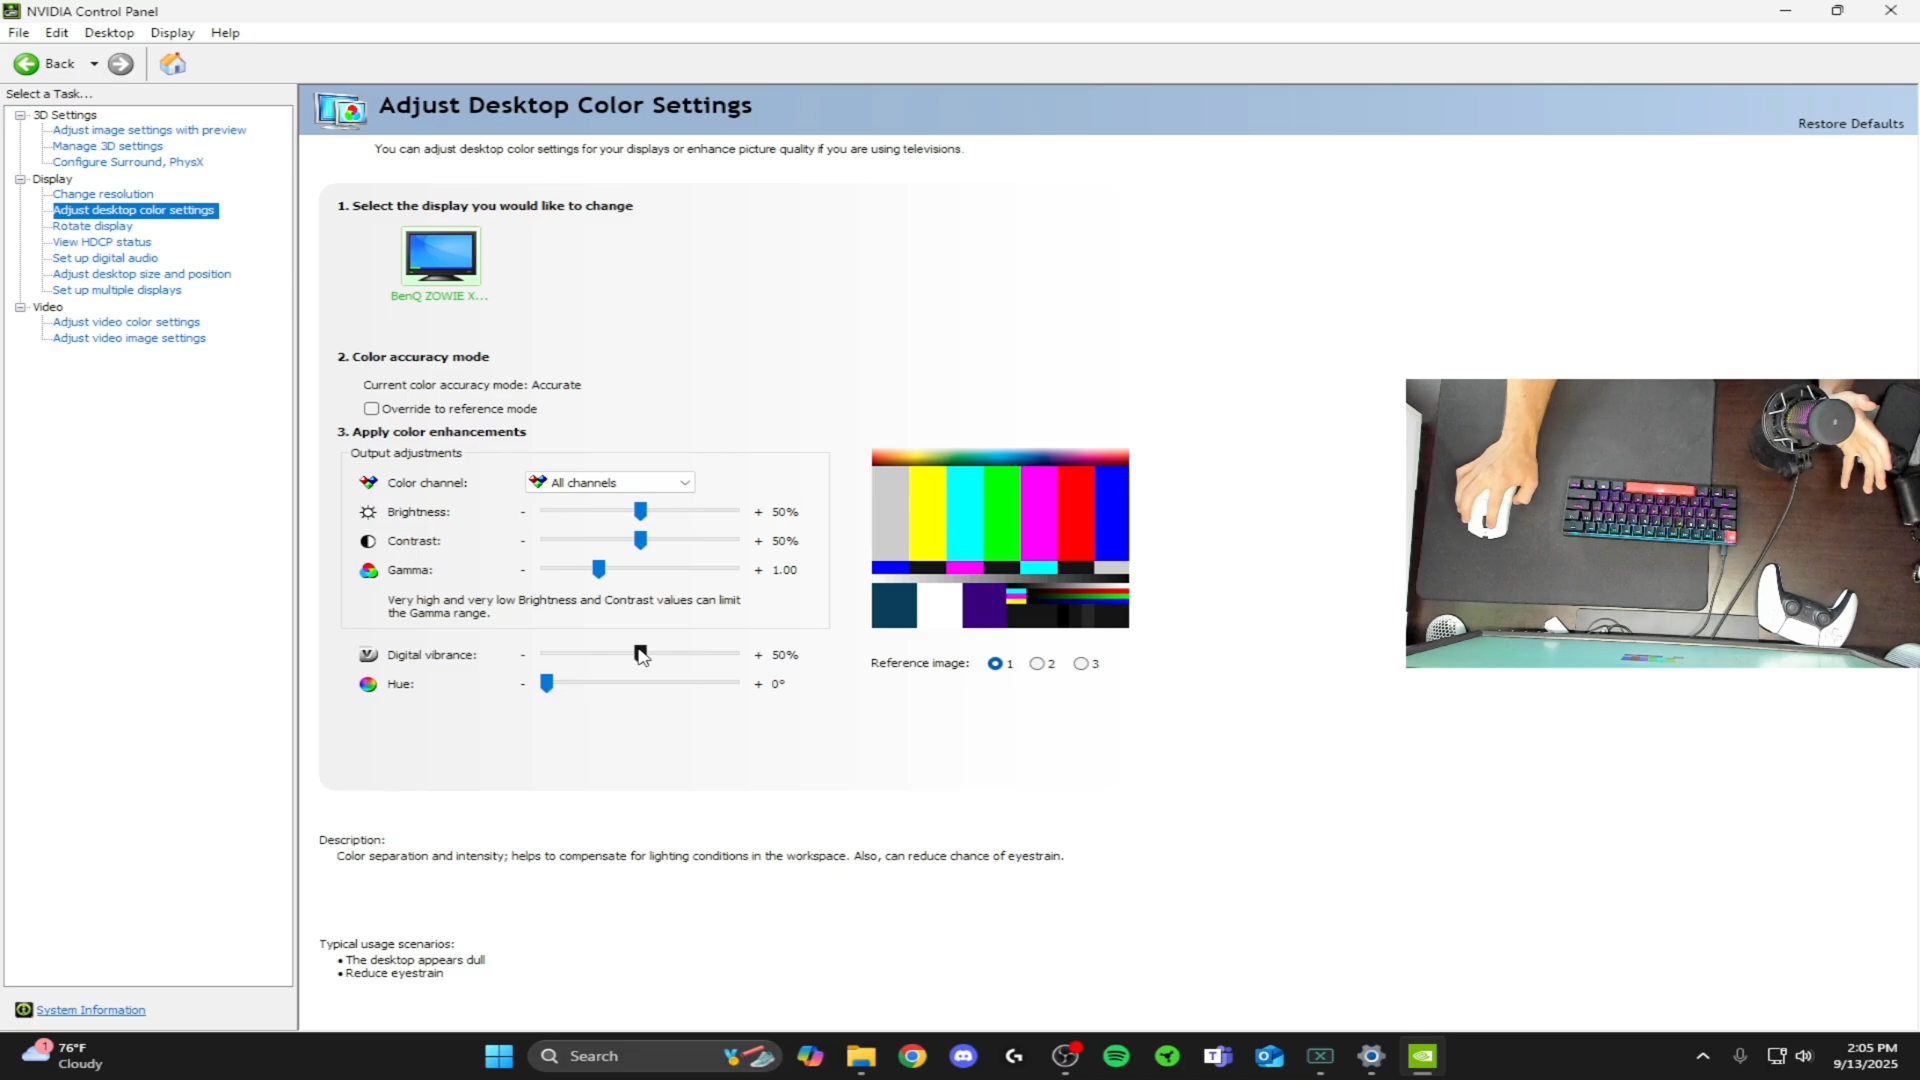 NVIDIA Control Panel
File Edit Desktop Display Help
Back
Select a Task...
3D Settings
Adjust image settings with preview
Manage 3D settings
Configure Surround, PhysX
Display
Change resolution
Adjust desktop color settings
Rotate display
View HDCP status
Set up digital audio
Adjust desktop size and position
Set up multiple displays
Video
Adjust video color settings
Adjust video image settings
System Information
Adjust Desktop Color Settings
Restore Defaults
You can adjust desktop color settings for your displays or enhance picture quality if you are using televisions.
1. Select the display you would like to change
BenQ ZOWIE X...
2. Color accuracy mode
Current color accuracy mode: Accurate
Override to reference mode
3. Apply color enhancements
Output adjustments
Color channel: All channels
Brightness: - + 50%
Contrast: - + 50%
Gamma: - + 1.00
Very high and very low Brightness and Contrast values can limit
the Gamma range.
Digital vibrance: - + 50%
Hue: - + 0°
Reference image: 1 2 3
Description:
Color separation and intensity; helps to compensate for lighting conditions in the workspace. Also, can reduce chance of eyestrain.
Typical usage scenarios:
• The desktop appears dull
• Reduce eyestrain
1
76°F
Cloudy
Search
2:05 PM
9/13/2025